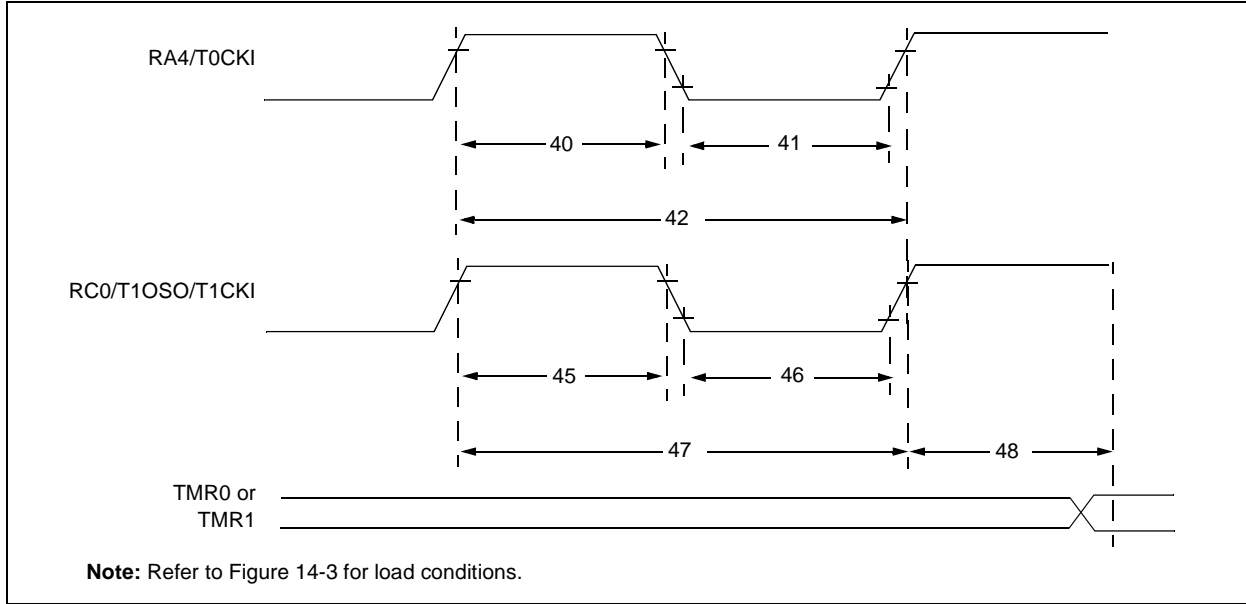 RA4/T0CKI
40
41
42
RC0/T1OSO/T1CKI
45
46
47
48
TMR0 or
TMR1
Note: Refer to Figure 14-3 for load conditions.